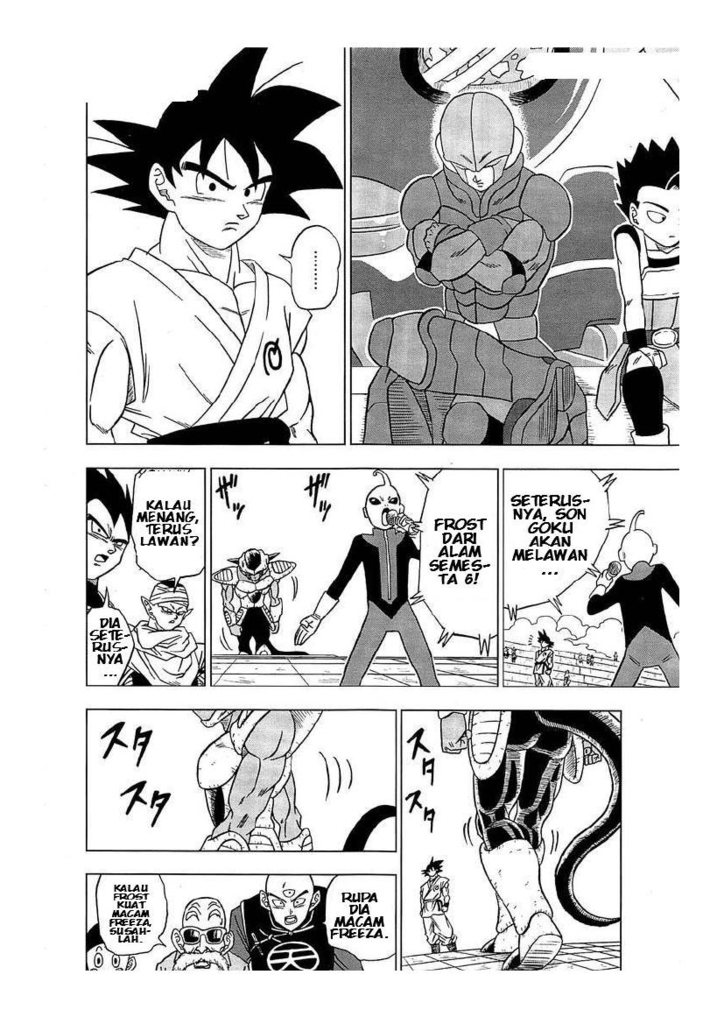 ........
SETERUS-
NYA, SON
GOKU
AKAN
MELAWAN
...
FROST
DARI
ALAM
SEMES-
TA 6!
ザッ
ザッ
KALAU
MENANG,
TERUS
LAWAN?
DIA
SETE-
RUS-
NYA
...
スタ
スタ
スタ
スタ
RUPA
DIA
MACAM
FREEZA.
天
KALAU
FROST
KUAT
MACAM
FREEZA,
SUSAH-
LAH.